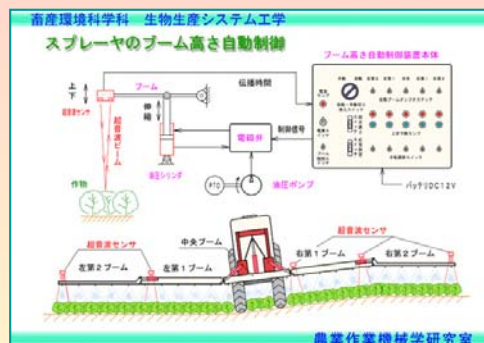 畜産環境科学科 生物生産システム工学
スプレーヤのブーム高さ自動制御
ブーム高さ自動制御装置本体
上
下
ブーム
伝播時間
超音波センサ
超音波ビーム
伸縮
電磁弁
制御信号
作物
油圧シリンダ
PTO
油圧ポンプ
バッテリDC12V
超音波センサ
中央ブーム
左第2ブーム
左第1ブーム
超音波センサ
右第1ブーム
右第2ブーム
農業作業機械学研究室